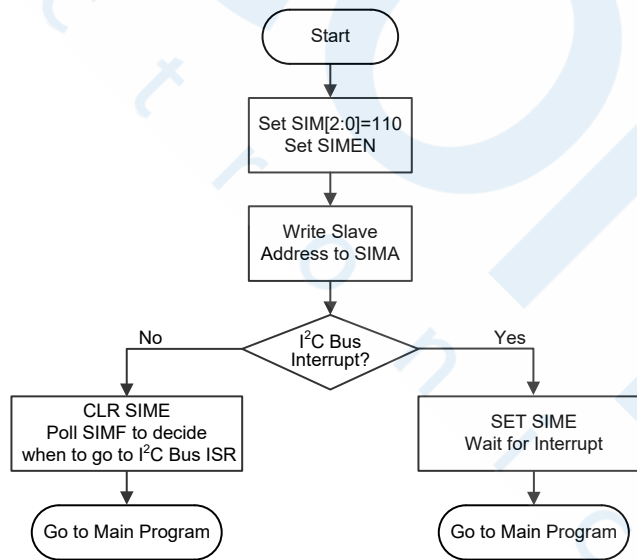 Start
Set SIM[2:0]=110
Set SIMEN
Write Slave
Address to SIMA
I²C Bus
Interrupt?
No
Yes
CLR SIME
Poll SIMF to decide
when to go to I²C Bus ISR
SET SIME
Wait for Interrupt
Go to Main Program
Go to Main Program